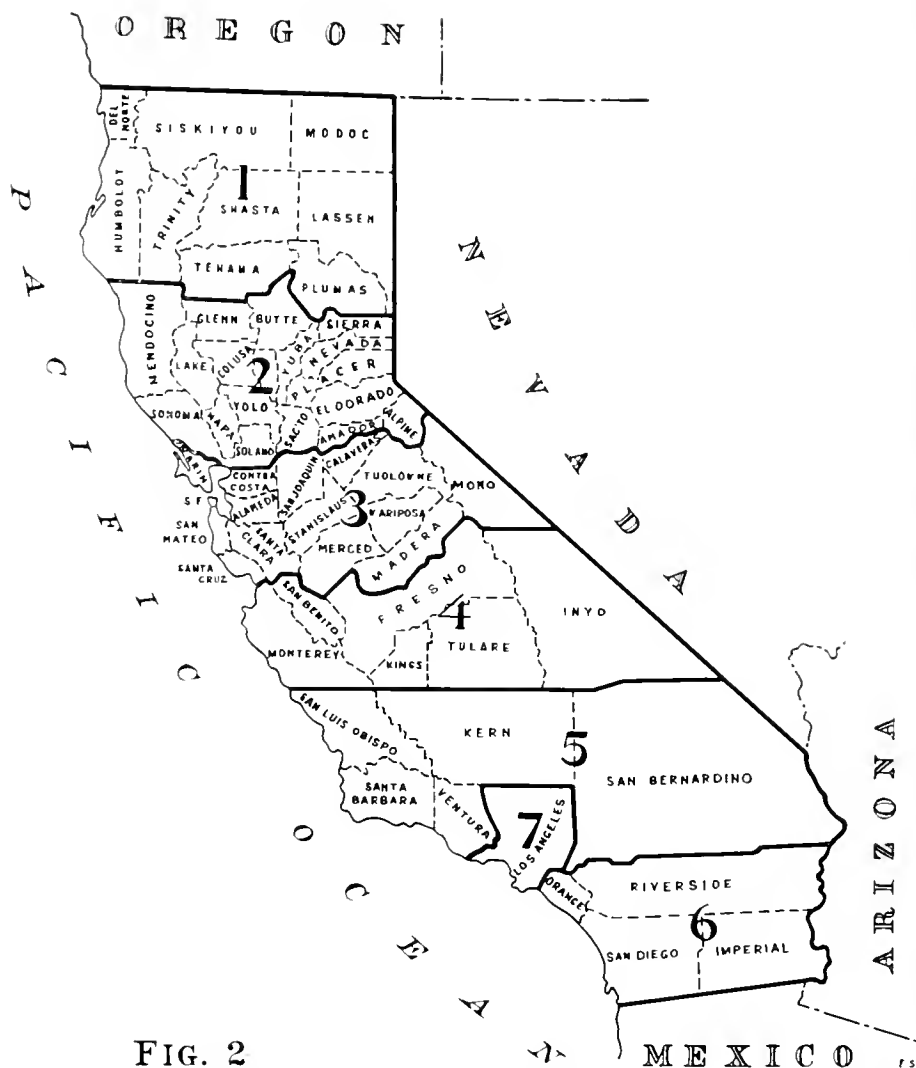 OREGON
DEL NORTE
SISKIYOU
MODOC
HUMBOLDT
TRINITY
1
SHASTA
LASSEN
TEHAMA
PLUMAS
PACIFIC
NEVADA
MENDOCINO
GLENN
BUTTE
SIERRA
YUBA
NEVADA
COLUSA
LAKE
2
PLACER
YOLO
ELDORADO
SONOMA
NAPA
SAC'TO
ALPINE
SOLANO
AMADOR
MARIN
CALAVERAS
CONTRA COSTA
SAN JOAQUIN
TUOLOWNE
MONO
S F
ALAMEDA
STANISLAUS
3
MARIPOSA
SAN MATEO
SANTA CLARA
MERCED
MADERA
SANTA CRUZ
SAN BENITO
FRESNO
4
INYO
MONTEREY
KINGS
TULARE
SAN LUIS OBISPO
KERN
5
SAN BERNARDINO
SANTA BARBARA
VENTURA
7
LOS ANGELES
ARIZONA
OCEAN
ORANGE
RIVERSIDE
6
SAN DIEGO
IMPERIAL
FIG. 2
MEXICO